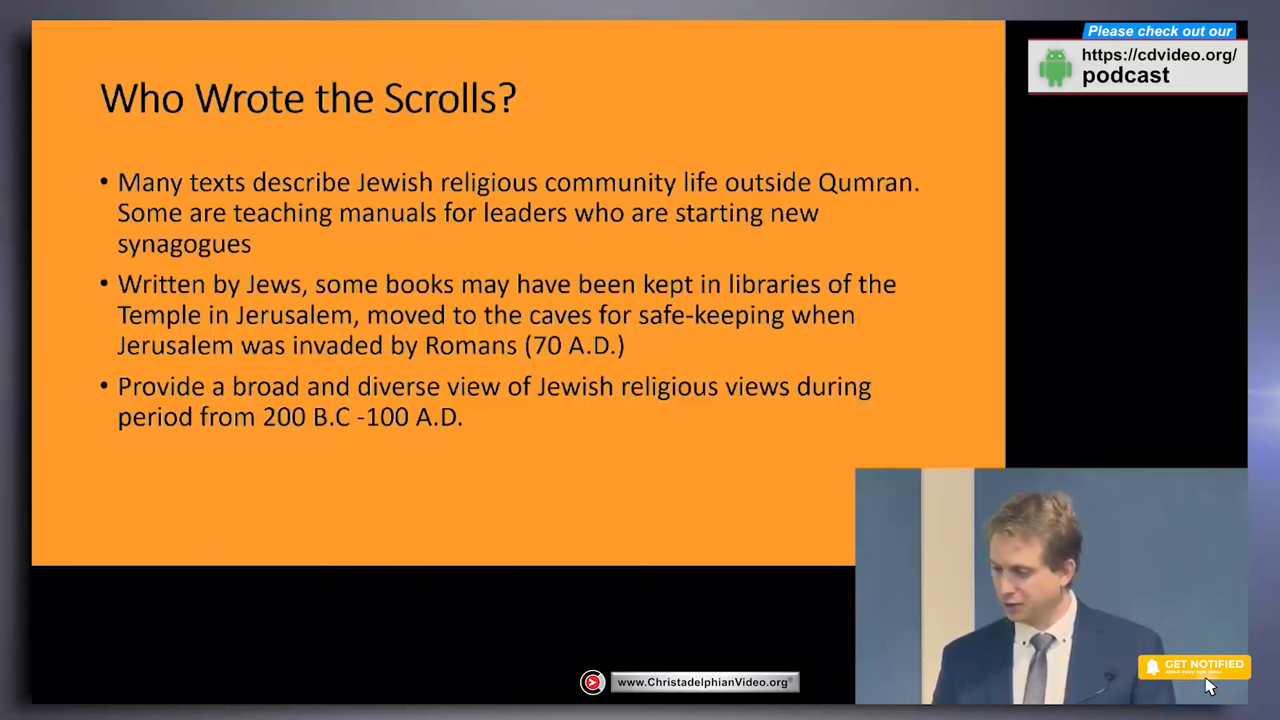 Please check out our
https://cdvideo.org/
podcast
Who Wrote the Scrolls?
• Many texts describe Jewish religious community life outside Qumran.
Some are teaching manuals for leaders who are starting new
synagogues
• Written by Jews, some books may have been kept in libraries of the
Temple in Jerusalem, moved to the caves for safe-keeping when
Jerusalem was invaded by Romans (70 A.D.)
• Provide a broad and diverse view of Jewish religious views during
period from 200 B.C -100 A.D.
www.ChristadelphianVideo.org
GET NOTIFIED